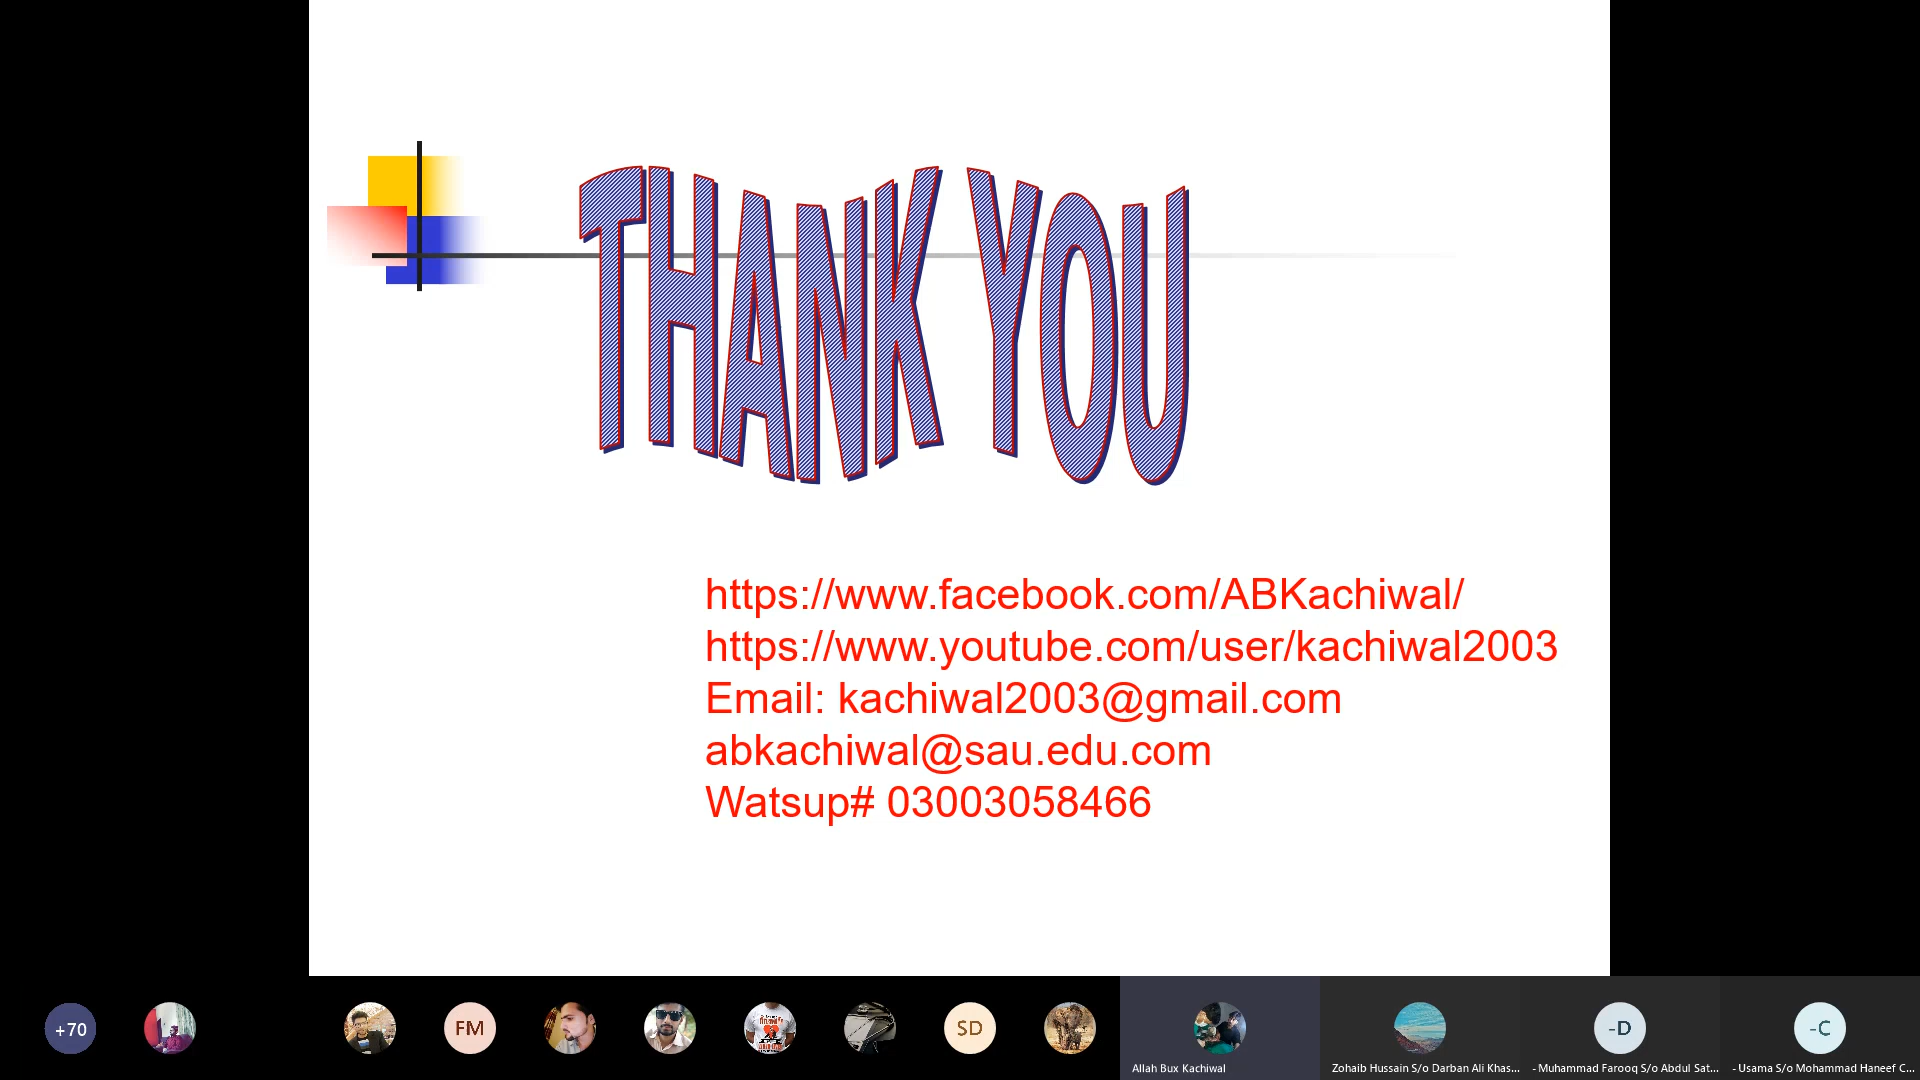 THANK YOU
https://www.facebook.com/ABKachiwal/
https://www.youtube.com/user/kachiwal2003
Email: kachiwal2003@gmail.com
abkachiwal@sau.edu.com
Watsup# 03003058466
+70
FM
SD
-D
-C
Allah Bux Kachiwal
Zohaib Hussain S/o Darban Ali Khas...
- Muhammad Farooq S/o Abdul Sat...
- Usama S/o Mohammad Haneef C...